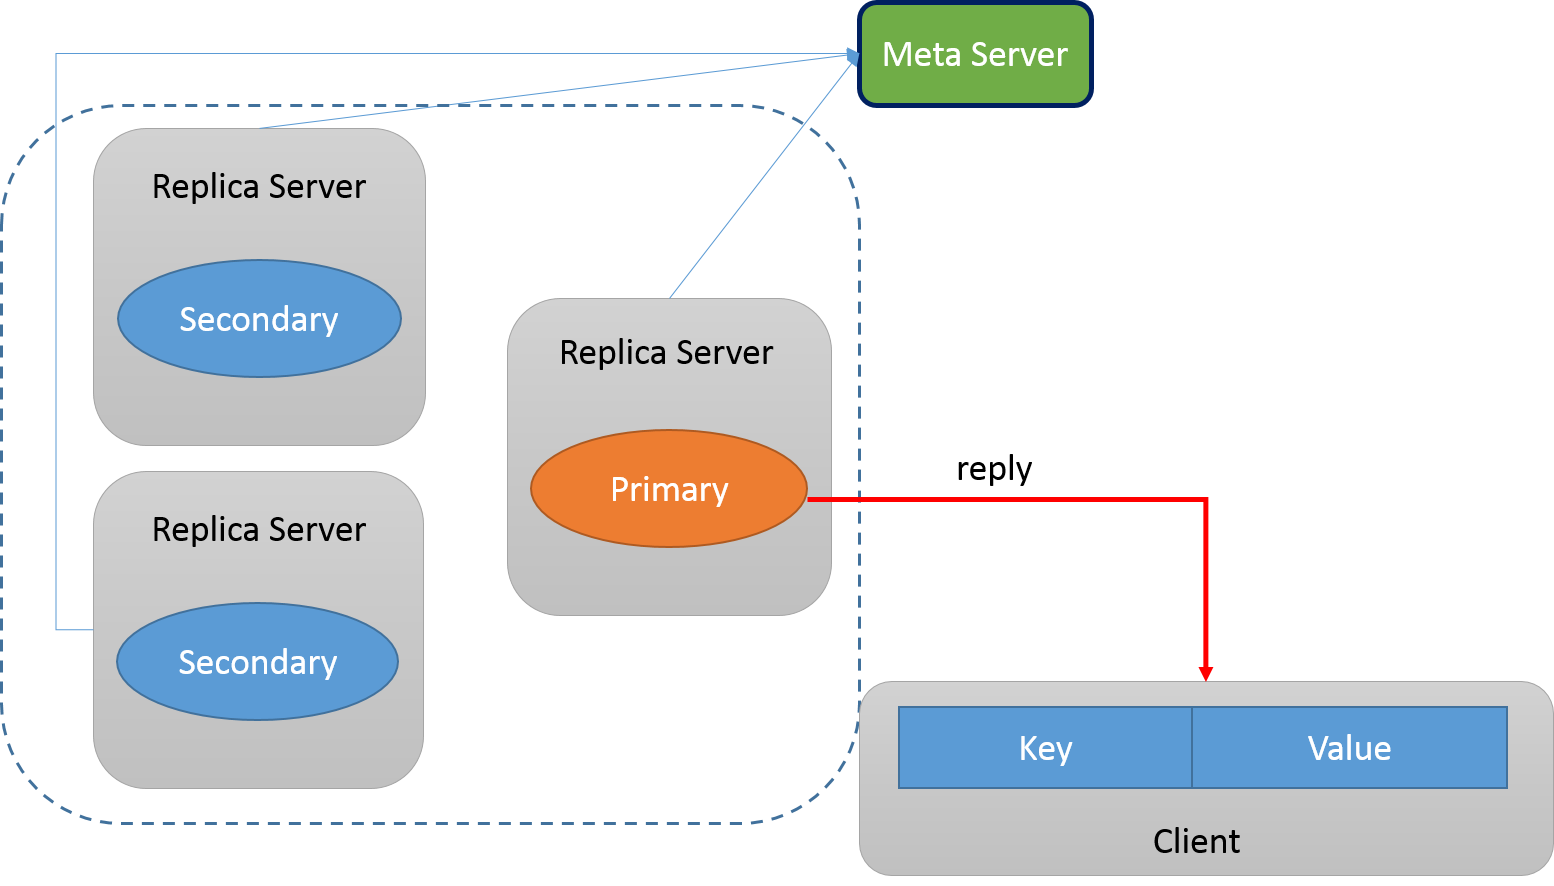 Meta Server
Replica Server
Secondary
Replica Server
Primary
reply
Replica Server
Secondary
Key
Value
Client